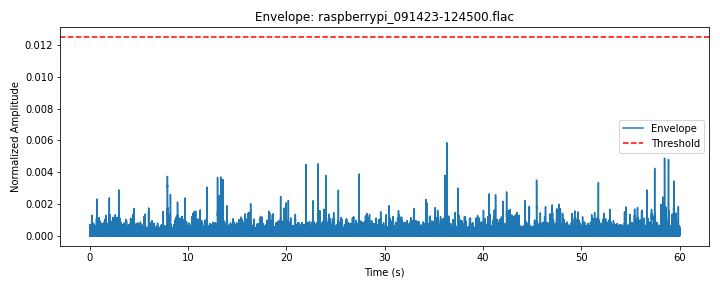 Envelope: raspberrypi_091423-124500.flac
Normalized Amplitude
0.012
0.010
0.008
0.006
0.004
0.002
0.000
Envelope
Threshold
0
10
20
30
40
50
60
Time (s)